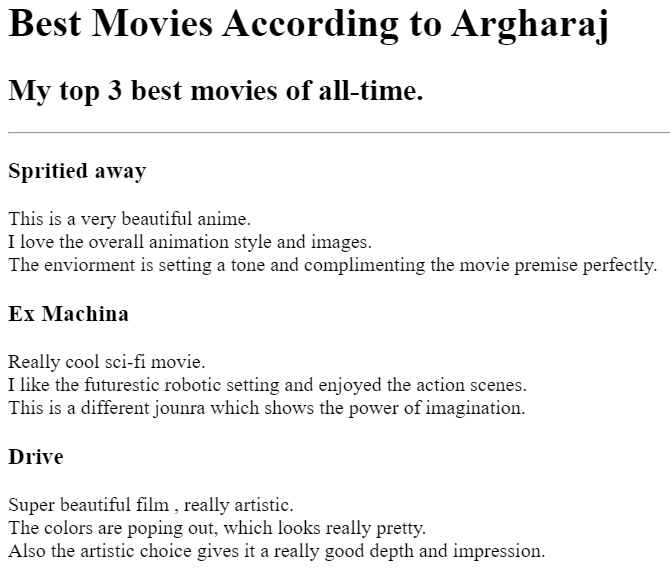 Best Movies According to Argharaj
My top 3 best movies of all-time.
Spritied away
This is a very beautiful anime.
I love the overall animation style and images.
The enviorment is setting a tone and complimenting the movie premise perfectly.
Ex Machina
Really cool sci-fi movie.
I like the futurestic robotic setting and enjoyed the action scenes.
This is a different jounra which shows the power of imagination.
Drive
Super beautiful film , really artistic.
The colors are poping out, which looks really pretty.
Also the artistic choice gives it a really good depth and impression.